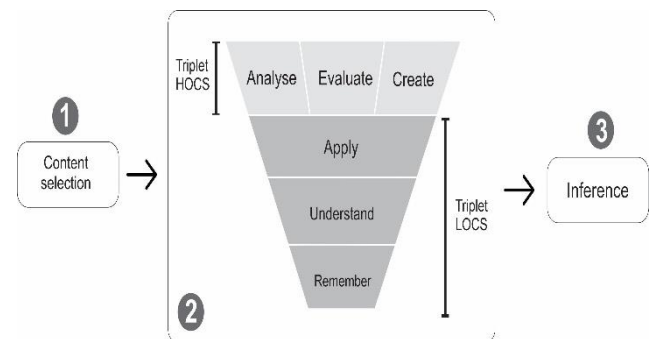 1
Content
selection
2
Triplet
HOCS
Analyse Evaluate Create
Apply
Understand
Remember
Triplet
LOCS
3
Inference